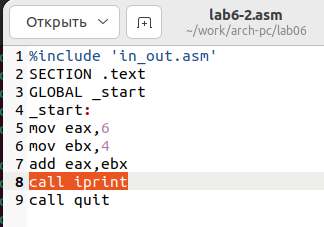 Открыть
lab6-2.asm
~/work/arch-pc/lab06
1 %include 'in_out.asm'
2 SECTION .text
3 GLOBAL _start
4 _start:
5 mov eax,6
6 mov ebx,4
7 add eax,ebx
8 call iprint
9 call quit